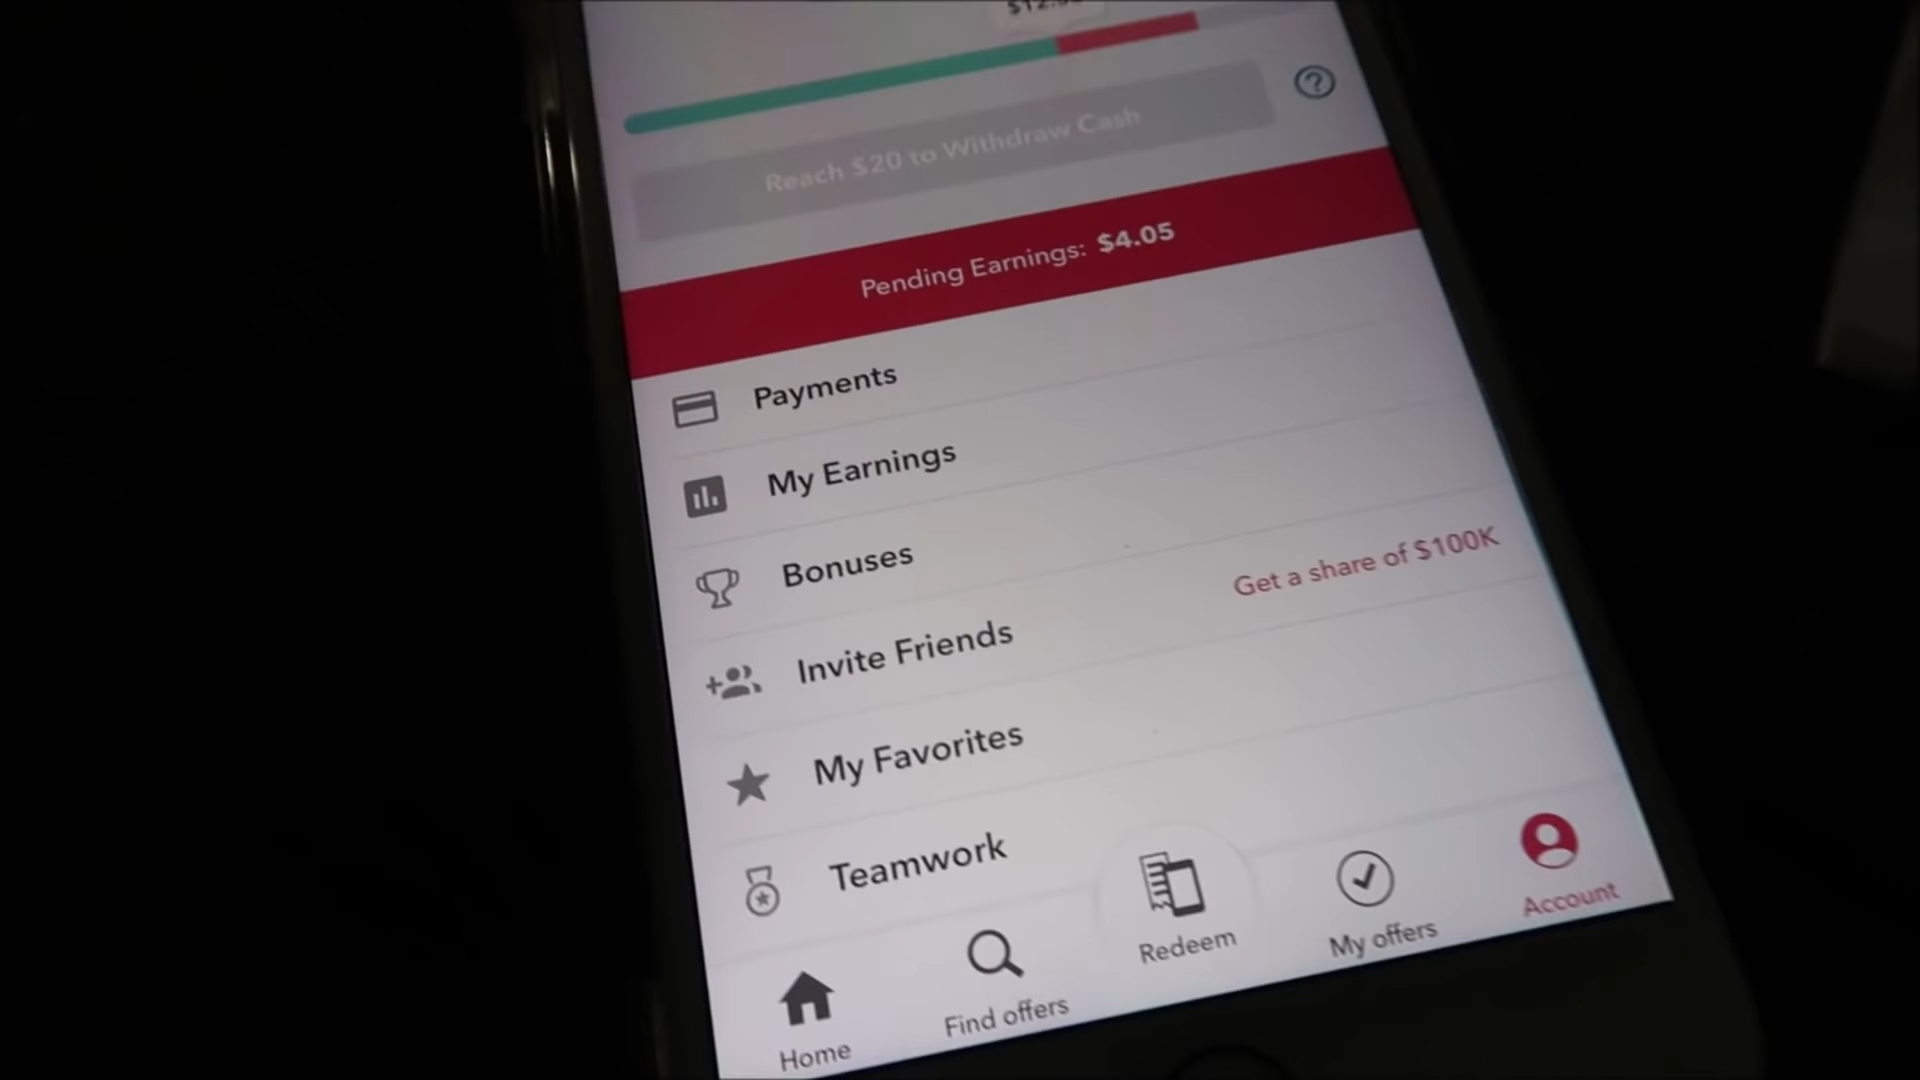 Reach $20 to Withdraw Cash
Pending Earnings: $4.05
Payments
My Earnings
Bonuses
Get a share of $100K
Invite Friends
My Favorites
Teamwork
Home
Find offers
Redeem
My offers
Account